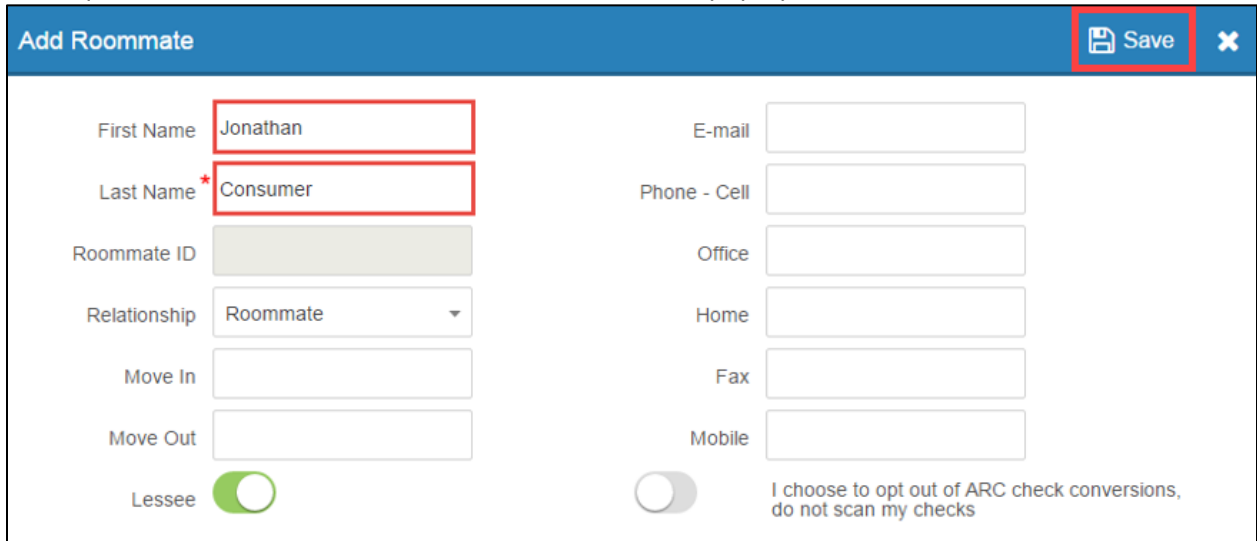 Add Roommate Save
First Name Jonathan E-mail
Last Name * Consumer Phone - Cell
Roommate ID Office
Relationship Roommate Home
Move In Fax
Move Out Mobile
Lessee I choose to opt out of ARC check conversions,
do not scan my checks